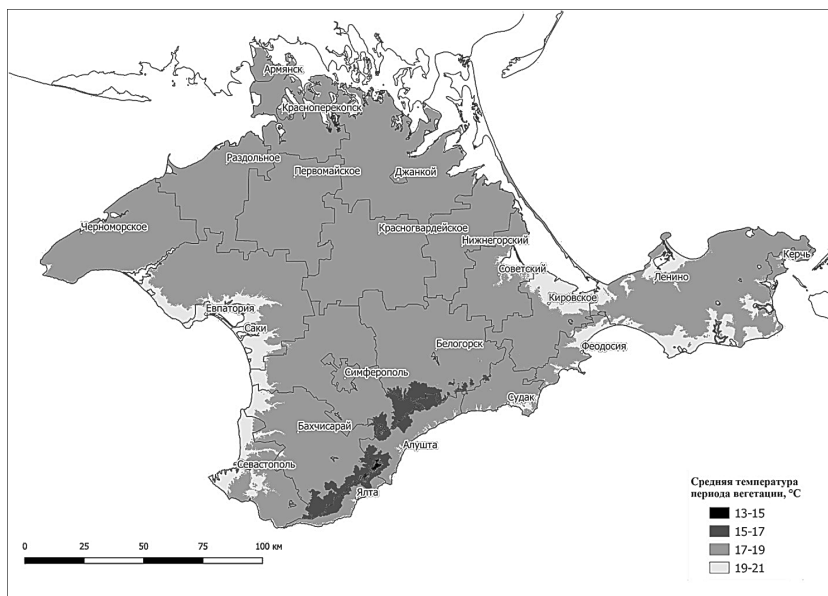 Армянск
Красноперекопск
Раздольное
Первомайское
Джанкой
Черноморское
Красногвардейское
Нижнегорский
Советский
Кировское
Ленино
Керчь
Евпатория
Саки
Белогорск
Феодосия
Симферополь
Судак
Бахчисарай
Алушта
Севастополь
Ялта
Средняя температура
периода вегетации, °С
13-15
15-17
17-19
19-21
0 25 50 75 100 км